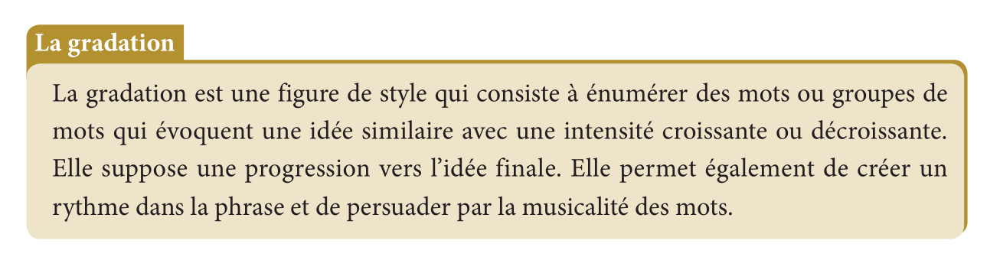 La gradation
La gradation est une figure de style qui consiste à énumérer des mots ou groupes de
mots qui évoquent une idée similaire avec une intensité croissante ou décroissante.
Elle suppose une progression vers l’idée finale. Elle permet également de créer un
rythme dans la phrase et de persuader par la musicalité des mots.